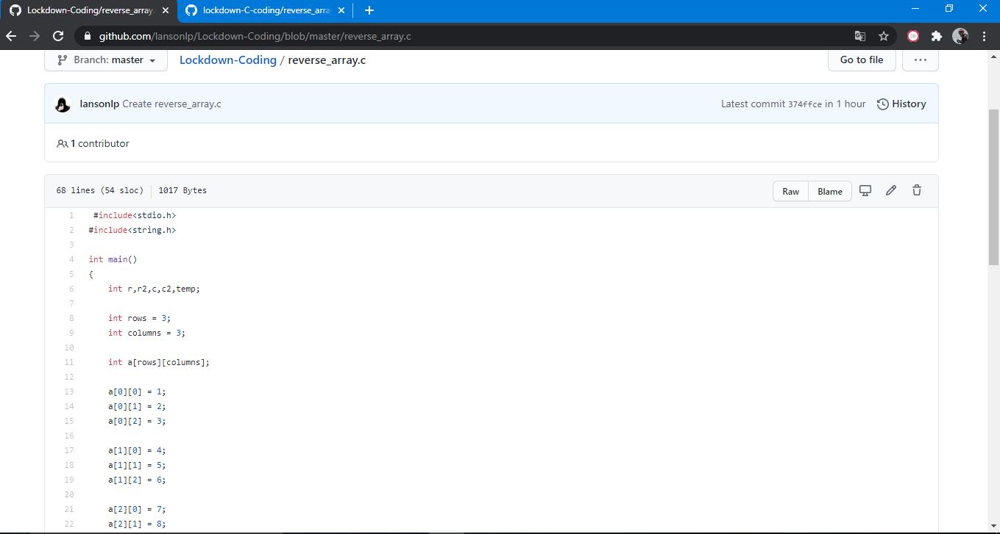 Lockdown-Coding/reverse_array.
lockdown-C-coding/reverse_arra
github.com/lansonlp/Lockdown-Coding/blob/master/reverse_array.c
Branch: master
Lockdown-Coding / reverse_array.c
Go to file
lansonlp Create reverse_array.c
Latest commit 374ffce in 1 hour
History
1 contributor
68 lines (54 sloc) 1017 Bytes
Raw
Blame
1 #include<stdio.h>
2 #include<string.h>
3
4 int main()
5 {
6 int r,r2,c,c2,temp;
7
8 int rows = 3;
9 int columns = 3;
10
11 int a[rows][columns];
12
13 a[0][0] = 1;
14 a[0][1] = 2;
15 a[0][2] = 3;
16
17 a[1][0] = 4;
18 a[1][1] = 5;
19 a[1][2] = 6;
20
21 a[2][0] = 7;
22 a[2][1] = 8;